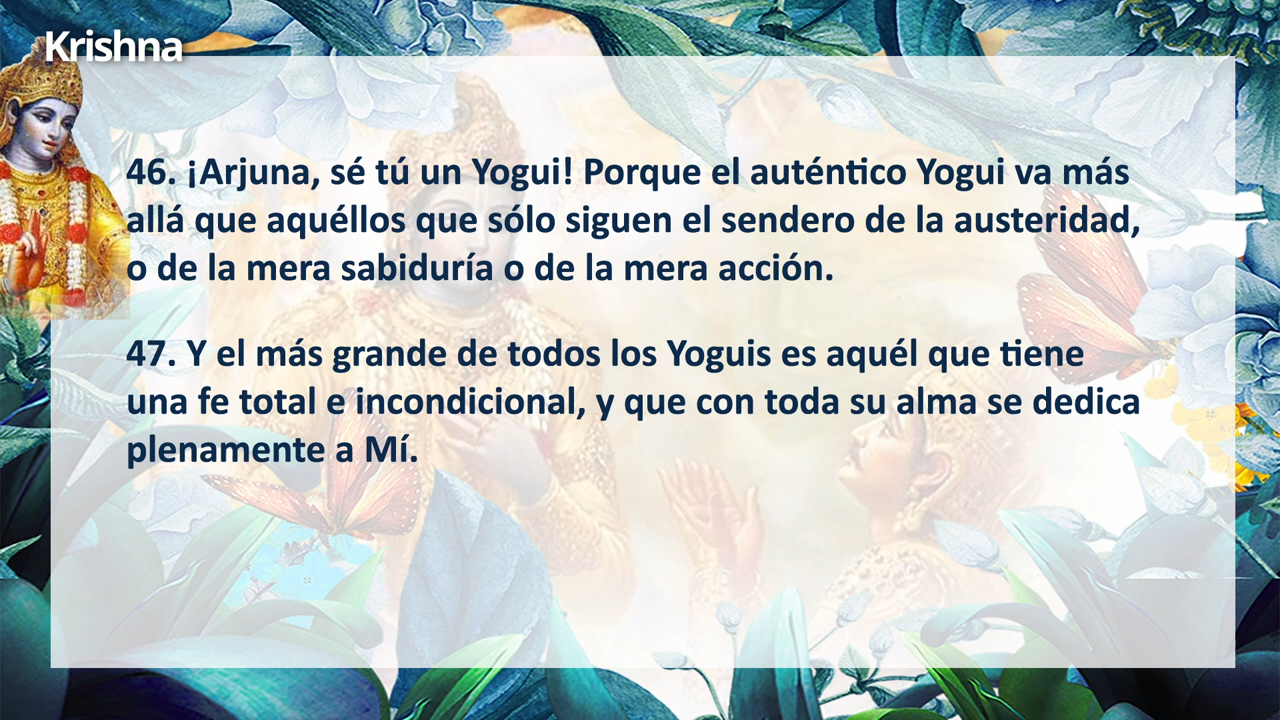 Krishna
46. ¡Arjuna, sé tú un Yogui! Porque el auténtico Yogui va más
allá que aquéllos que sólo siguen el sendero de la austeridad,
o de la mera sabiduría o de la mera acción.
47. Y el más grande de todos los Yoguis es aquél que tiene
una fe total e incondicional, y que con toda su alma se dedica
plenamente a Mí.